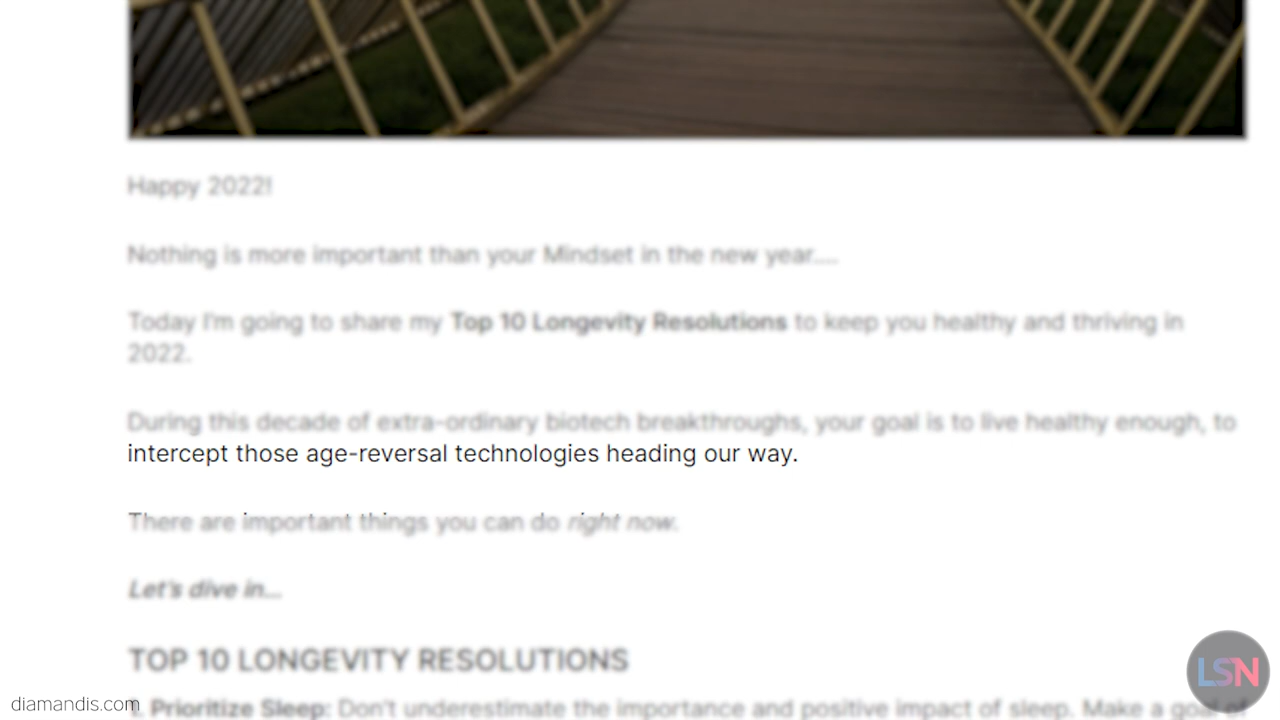 Happy 2022!
Nothing is more important than your Mindset in the new year....
Today I'm going to share my Top 10 Longevity Resolutions to keep you healthy and thriving in
2022.
During this decade of extra-ordinary biotech breakthroughs, your goal is to live healthy enough, to
intercept those age-reversal technologies heading our way.
There are important things you can do right now.
Let's dive in...
TOP 10 LONGEVITY RESOLUTIONS
1. Prioritize Sleep: Don't underestimate the importance and positive impact of sleep. Make a goal of
diamandis.com
LSN